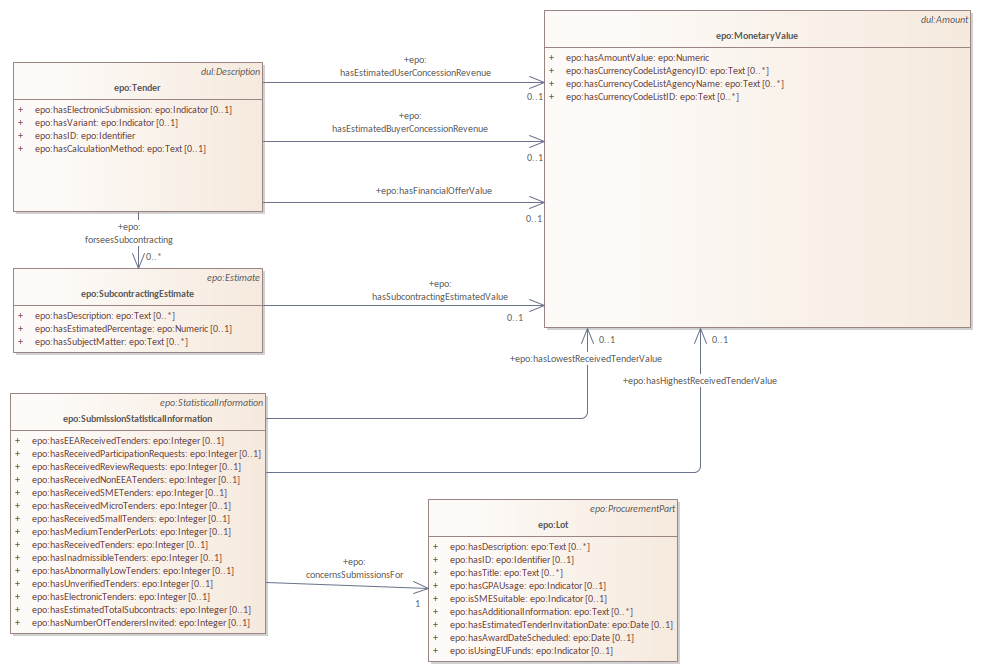 dul:Amount
epo:MonetaryValue
+ epo:hasAmountValue: epo:Numeric
+ epo:hasCurrencyCodeListAgencyID: epo:Text [0..*]
+ epo:hasCurrencyCodeListAgencyName: epo:Text [0..*]
+ epo:hasCurrencyCodeListID: epo:Text [0..*]
dul:Description
epo:Tender
+ epo:hasElectronicSubmission: epo:Indicator [0..1]
+ epo:hasVariant: epo:Indicator [0..1]
+ epo:hasID: epo:Identifier
+ epo:hasCalculationMethod: epo:Text [0..1]
+epo:
hasEstimatedUserConcessionRevenue
0..1
+epo:
hasEstimatedBuyerConcessionRevenue
0..1
+epo:hasFinancialOfferValue
0..1
+epo:
forseesSubcontracting
0..*
epo:Estimate
epo:SubcontractingEstimate
+ epo:hasDescription: epo:Text [0..*]
+ epo:hasEstimatedPercentage: epo:Numeric [0..1]
+ epo:hasSubjectMatter: epo:Text [0..*]
+epo:
hasSubcontractingEstimatedValue
0..1
0..1
+epo:hasLowestReceivedTenderValue
0..1
+epo:hasHighestReceivedTenderValue
epo:StatisticalInformation
epo:SubmissionStatisticalInformation
+ epo:hasEEAReceivedTenders: epo:Integer [0..1]
+ epo:hasReceivedParticipationRequests: epo:Integer [0..1]
+ epo:hasReceivedReviewRequests: epo:Integer [0..1]
+ epo:hasReceivedNonEEATenders: epo:Integer [0..1]
+ epo:hasReceivedSMETenders: epo:Integer [0..1]
+ epo:hasReceivedMicroTenders: epo:Integer [0..1]
+ epo:hasReceivedSmallTenders: epo:Integer [0..1]
+ epo:hasMediumTenderPerLots: epo:Integer [0..1]
+ epo:hasReceivedTenders: epo:Integer [0..1]
+ epo:hasInadmissibleTenders: epo:Integer [0..1]
+ epo:hasAbnormallyLowTenders: epo:Integer [0..1]
+ epo:hasUnverifiedTenders: epo:Integer [0..1]
+ epo:hasElectronicTenders: epo:Integer [0..1]
+ epo:hasEstimatedTotalSubcontracts: epo:Integer [0..1]
+ epo:hasNumberOfTenderersInvited: epo:Integer [0..1]
+epo:
concernsSubmissionsFor
1
epo:ProcurementPart
epo:Lot
+ epo:hasDescription: epo:Text [0..*]
+ epo:hasID: epo:Identifier [0..1]
+ epo:hasTitle: epo:Text [0..*]
+ epo:hasGPAUsage: epo:Indicator [0..1]
+ epo:isSMESuitable: epo:Indicator [0..1]
+ epo:hasAdditionalInformation: epo:Text [0..*]
+ epo:hasEstimatedTenderInvitationDate: epo:Date [0..1]
+ epo:hasAwardDateScheduled: epo:Date [0..1]
+ epo:isUsingEUFunds: epo:Indicator [0..1]